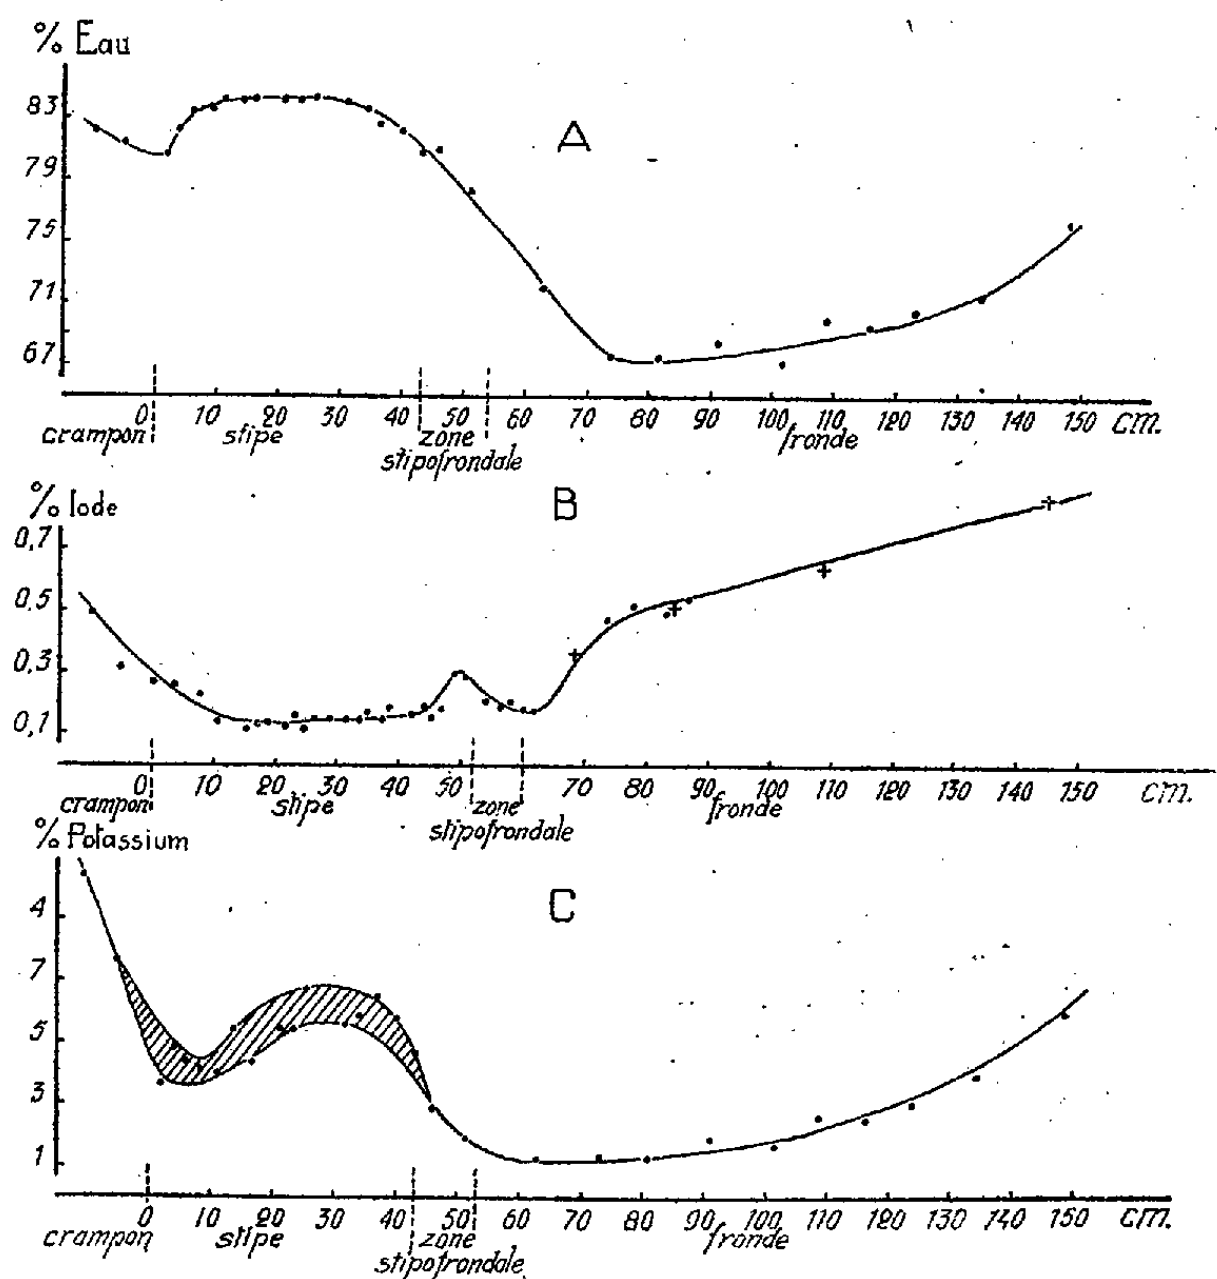 % Eau
A
83
79
75
71
67
0 10 20 30 40 50 60 70 80 90 100 110 120 130 140 150 cm.
crampon stipe zone fronde
stipofrondale
% Iode
B
0,7
0,5
0,3
0,1
0 10 20 30 40 50 60 70 80 90 100 110 120 130 140 150 cm.
crampon stipe zone fronde
stipofrondale
% Potassium
C
4
7
5
3
1
0 10 20 30 40 50 60 70 80 90 100 110 120 130 140 150 cm.
crampon stipe zone fronde
stipofrondale